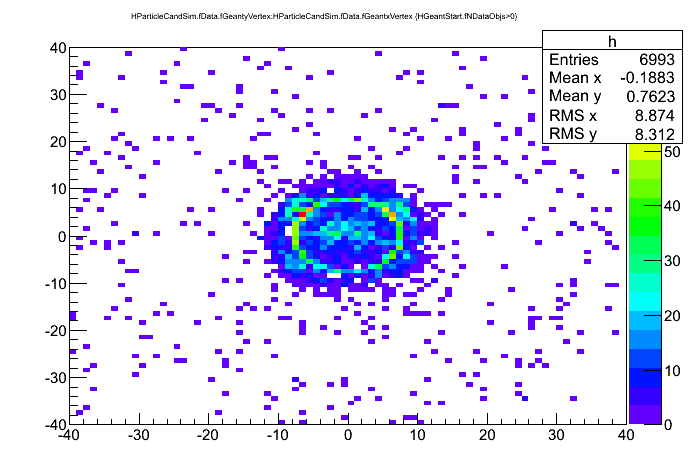 HParticleCandSim.fData.fGeantyVertex:HParticleCandSim.fData.fGeantxVertex {HGeantStart.fNDataObjs>0}
h
Entries 6993
Mean x -0.1883
Mean y 0.7623
RMS x 8.874
RMS y 8.312
40
30
20
10
0
-10
-20
-30
-40
-40 -30 -20 -10 0 10 20 30 40
50
40
30
20
10
0